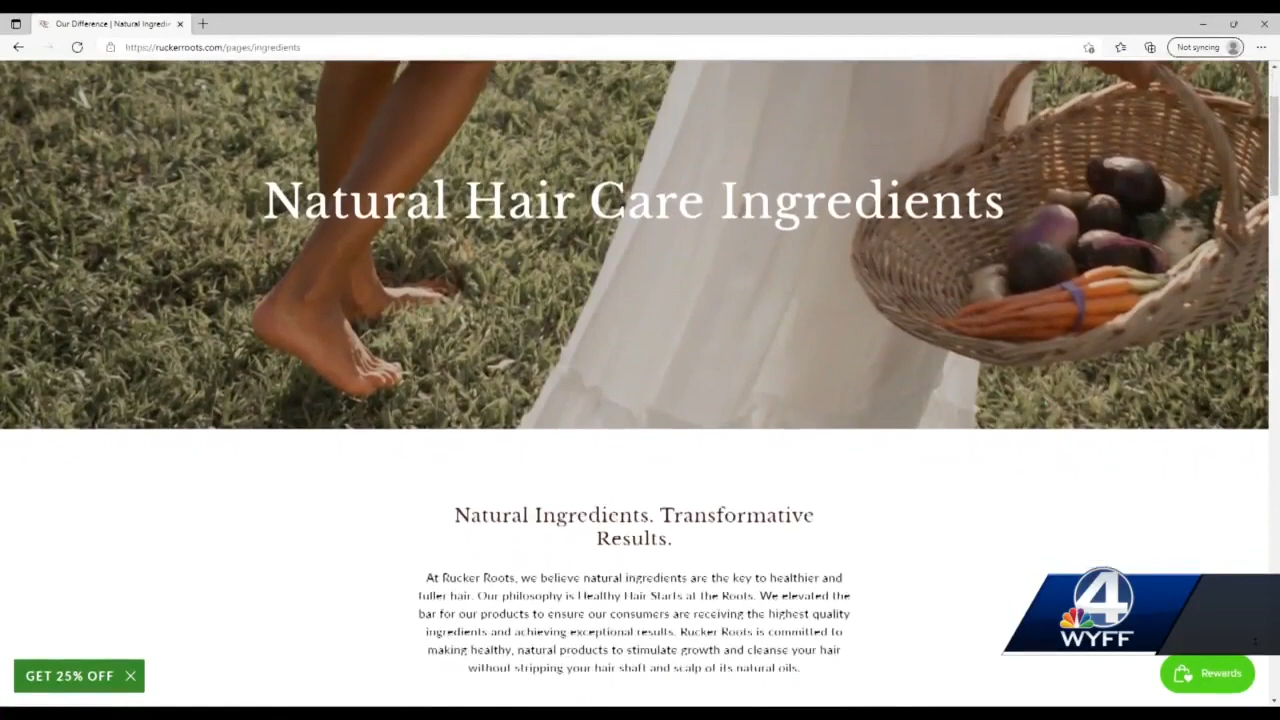 Our Difference | Natural Ingredi
https://ruckerroots.com/pages/ingredients
Not syncing
Natural Hair Care Ingredients
Natural Ingredients. Transformative
Results.
At Rucker Roots, we believe natural ingredients are the key to healthier and
fuller hair. Our philosophy is Healthy Hair Starts at the Roots. We elevated the
bar for our products to ensure our consumers are receiving the highest quality
ingredients and achieving exceptional results. Rucker Roots is committed to
making healthy, natural products to stimulate growth and cleanse your hair
without stripping your hair shaft and scalp of its natural oils.
4
WYFF
GET 25% OFF
Rewards